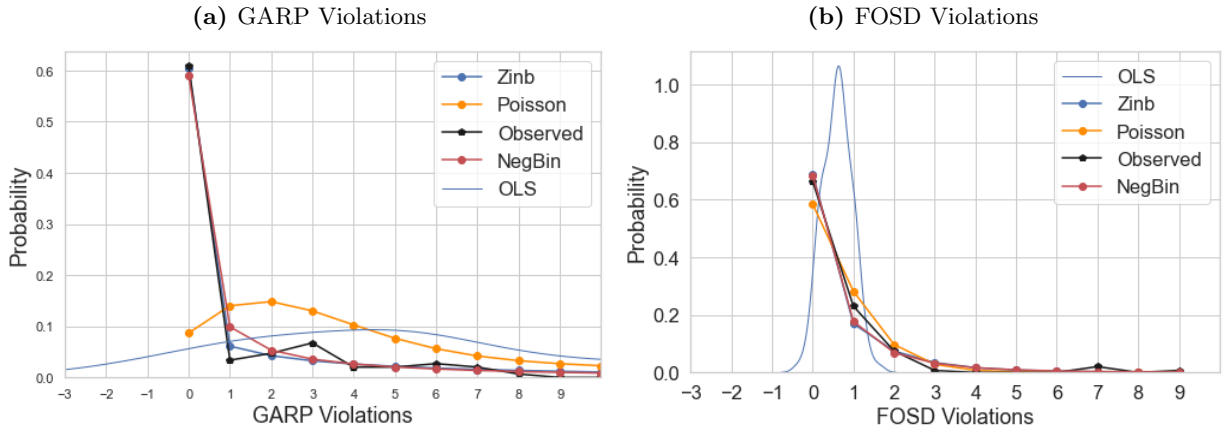 (a) GARP Violations
0.6
0.5
0.4
0.3
0.2
0.1
0.0
Probability
−3 −2 −1 0 1 2 3 4 5 6 7 8 9
GARP Violations
Zinb
Poisson
Observed
NegBin
OLS
(b) FOSD Violations
1.0
0.8
0.6
0.4
0.2
0.0
Probability
−3 −2 −1 0 1 2 3 4 5 6 7 8 9
FOSD Violations
OLS
Zinb
Poisson
Observed
NegBin